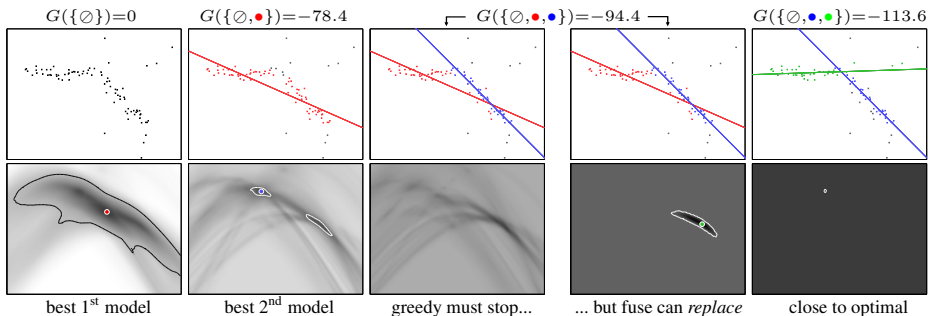 G({⊘})=0
G({⊘,●})=−78.4
G({⊘,●,●})=−94.4
G({⊘,●,●})=−113.6
best 1st model
best 2nd model
greedy must stop...
... but fuse can replace
close to optimal